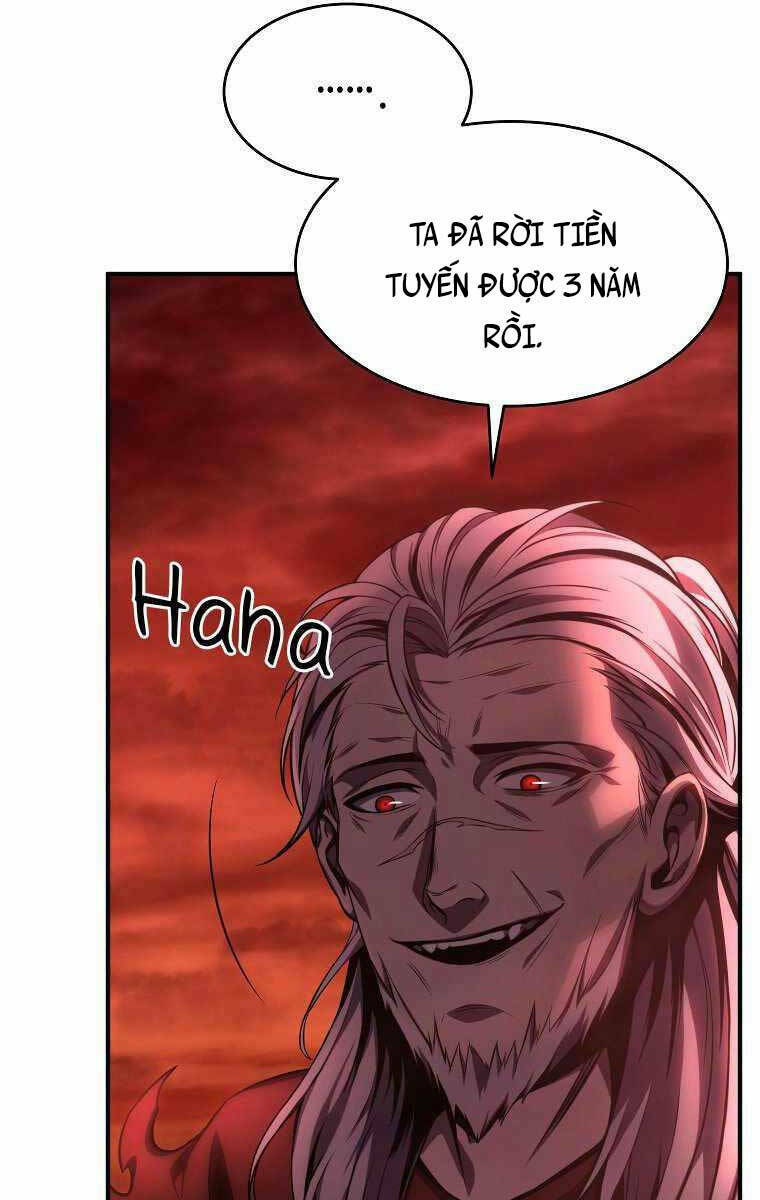 .......
TA ĐÃ RỜI TIỀN
TUYẾN ĐƯỢC 3 NĂM
RỒI.
Haha